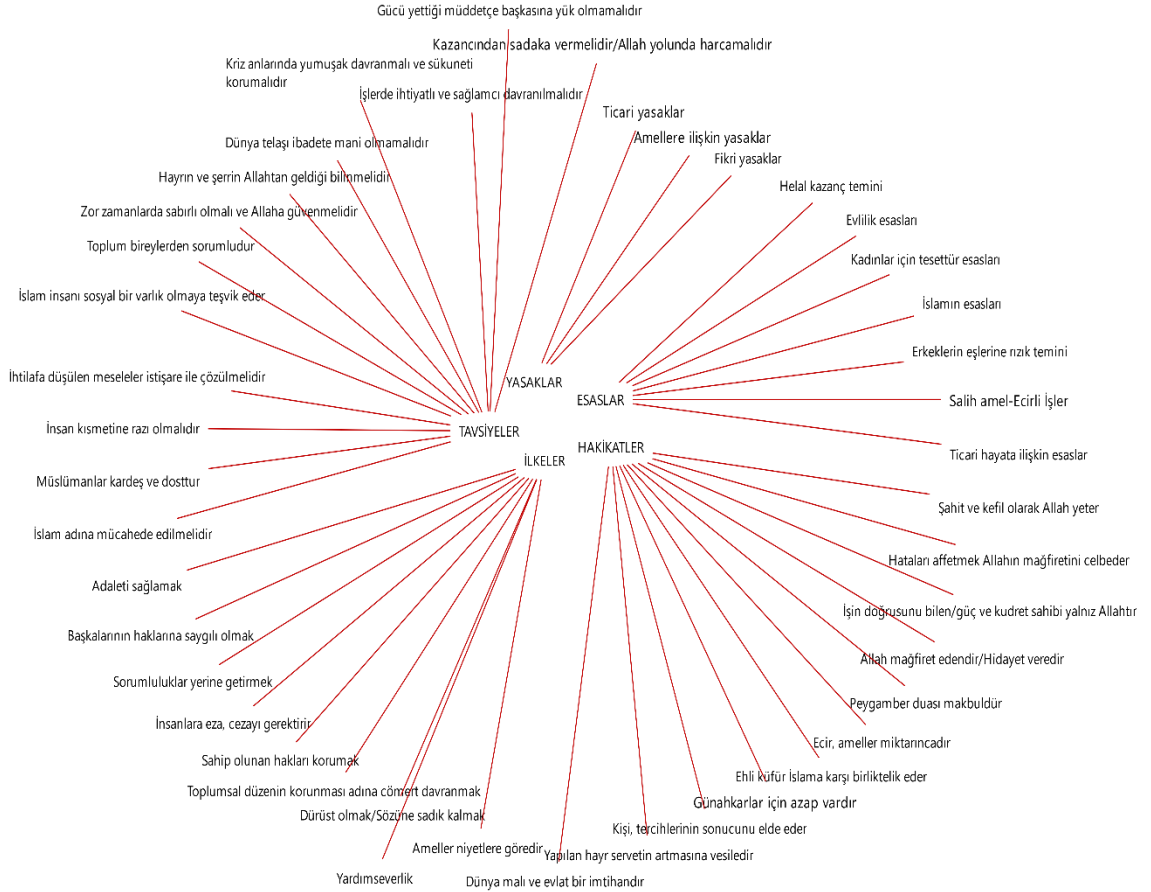 Gücü yettiği müddetçe başkasına yük olmamalıdır
Kazancından sadaka vermelidir/Allah yolunda harcamalıdır
Kriz anlarında yumuşak davranmalı ve sükuneti
korumalıdır
İşlerde ihtiyatlı ve sağlamcı davranılmalıdır
Dünya telaşı ibadete mani olmamalıdır
Hayrın ve şerrin Allahtan geldiği bilinmelidir
Zor zamanlarda sabırlı olmalı ve Allaha güvenmelidir
Toplum bireylerden sorumludur
İslam insanı sosyal bir varlık olmaya teşvik eder
İhtilafa düşülen meseleler istişare ile çözülmelidir
İnsan kısmetine razı olmalıdır
Müslümanlar kardeş ve dosttur
İslam adına mücahede edilmelidir
TAVSİYELER
Ticari yasaklar
Amellere ilişkin yasaklar
Fikri yasaklar
YASAKLAR
Helal kazanç temini
Evlilik esasları
Kadınlar için tesettür esasları
İslamın esasları
Erkeklerin eşlerine rızık temini
Salih amel-Ecirli İşler
Ticari hayata ilişkin esaslar
ESASLAR
HAKİKATLER
Şahit ve kefil olarak Allah yeter
Hataları affetmek Allahın mağfiretini celbeder
İşin doğrusunu bilen/güç ve kudret sahibi yalnız Allahtır
Allah mağfiret edendir/Hidayet veredir
Peygamber duası makbuldür
Ecir, ameller miktarıncadır
Ehli küfür İslama karşı birliktelik eder
Günahkarlar için azap vardır
Kişi, tercihlerinin sonucunu elde eder
Yapılan hayr servetin artmasına vesiledir
Dünya malı ve evlat bir imtihandır
İLKELER
Adaleti sağlamak
Başkalarının haklarına saygılı olmak
Sorumluluklar yerine getirmek
İnsanlara eza, cezayı gerektirir
Sahip olunan hakları korumak
Toplumsal düzenin korunması adına cömert davranmak
Dürüst olmak/Sözüne sadık kalmak
Ameller niyetlere göredir
Yardımseverlik